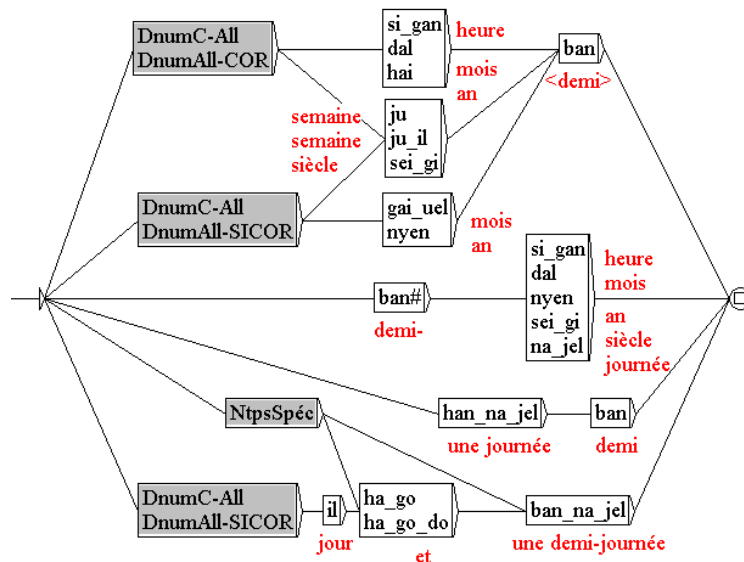 DnumC-All
DnumAll-COR
si_gan
dal
hai
heure
mois
an
ban
<demi>
semaine
semaine
siècle
ju
ju_il
sei_gi
DnumC-All
DnumAll-SICOR
gai_uel
nyen
mois
an
ban#
demi-
si_gan
dal
nyen
sei_gi
na_jel
heure
mois
an
siècle
journée
NtpsSpéc
han_na_jel
une journée
ban
demi
DnumC-All
DnumAll-SICOR
il
jour
ha_go
ha_go_do
et
ban_na_jel
une demi-journée